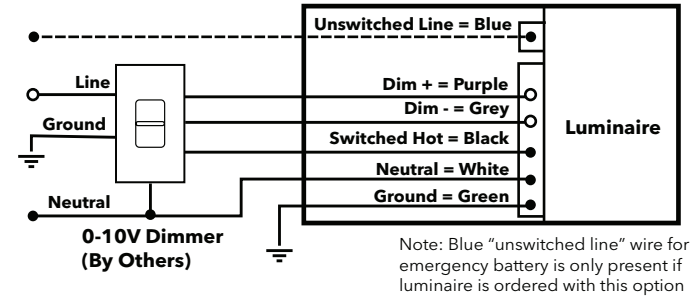 Unswitched Line = Blue
Line
Dim + = Purple
Dim - = Grey
Ground
Luminaire
Switched Hot = Black
Neutral = White
Ground = Green
Neutral
0-10V Dimmer
(By Others)
Note: Blue “unswitched line” wire for
emergency battery is only present if
luminaire is ordered with this option